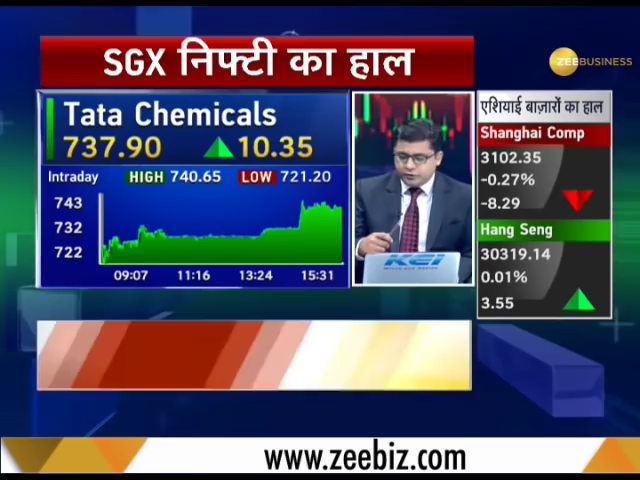 SGX निफ्टी का हाल
ZEEBUSINESS
Tata Chemicals
737.90 10.35
Intraday HIGH 740.65 LOW 721.20
743
732
722
09:07 11:16 13:24 15:31
KEI
एशियाई बाज़ारों का हाल
Shanghai Comp
3102.35
-0.27%
-8.29
Hang Seng
30319.14
0.01%
3.55
www.zeebiz.com